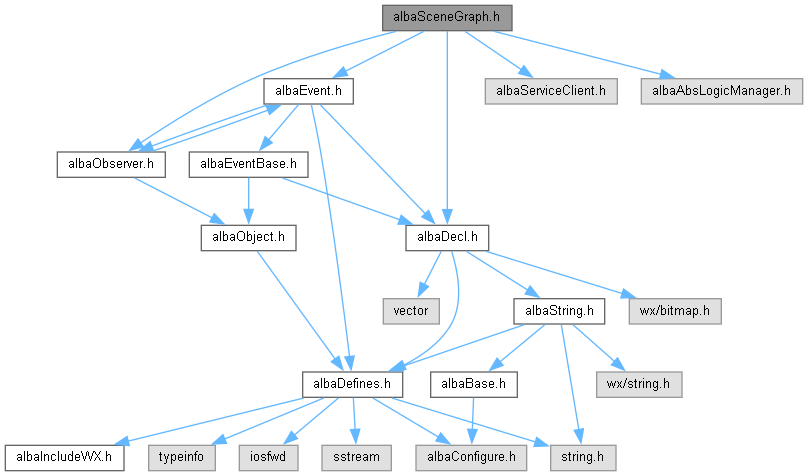 albaSceneGraph.h
albaEvent.h
albaServiceClient.h
albaAbsLogicManager.h
albaObserver.h
albaEventBase.h
albaObject.h
albaDecl.h
vector
albaString.h
wx/bitmap.h
albaDefines.h
albaBase.h
wx/string.h
albaIncludeWX.h
typeinfo
iosfwd
sstream
albaConfigure.h
string.h